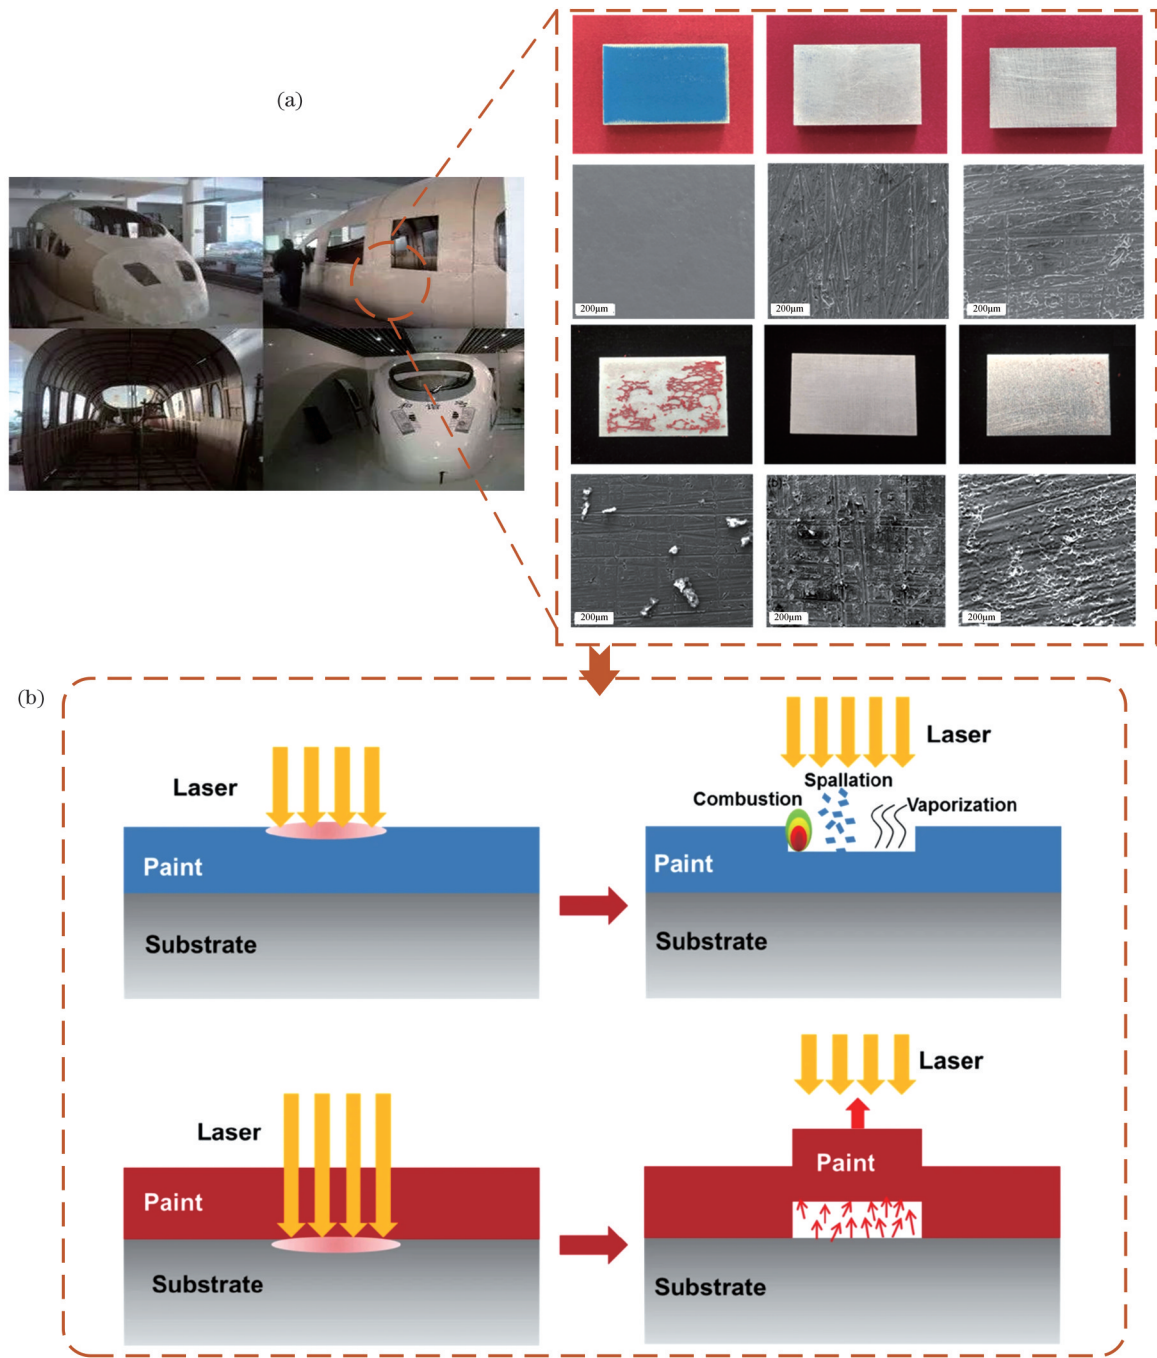 (a)
200μm
200μm
200μm
200μm
200μm
200μm
(b)
Laser
Paint
Substrate
Laser
Spallation
Combustion
Vaporization
Paint
Substrate
Laser
Paint
Substrate
Laser
Paint
Substrate